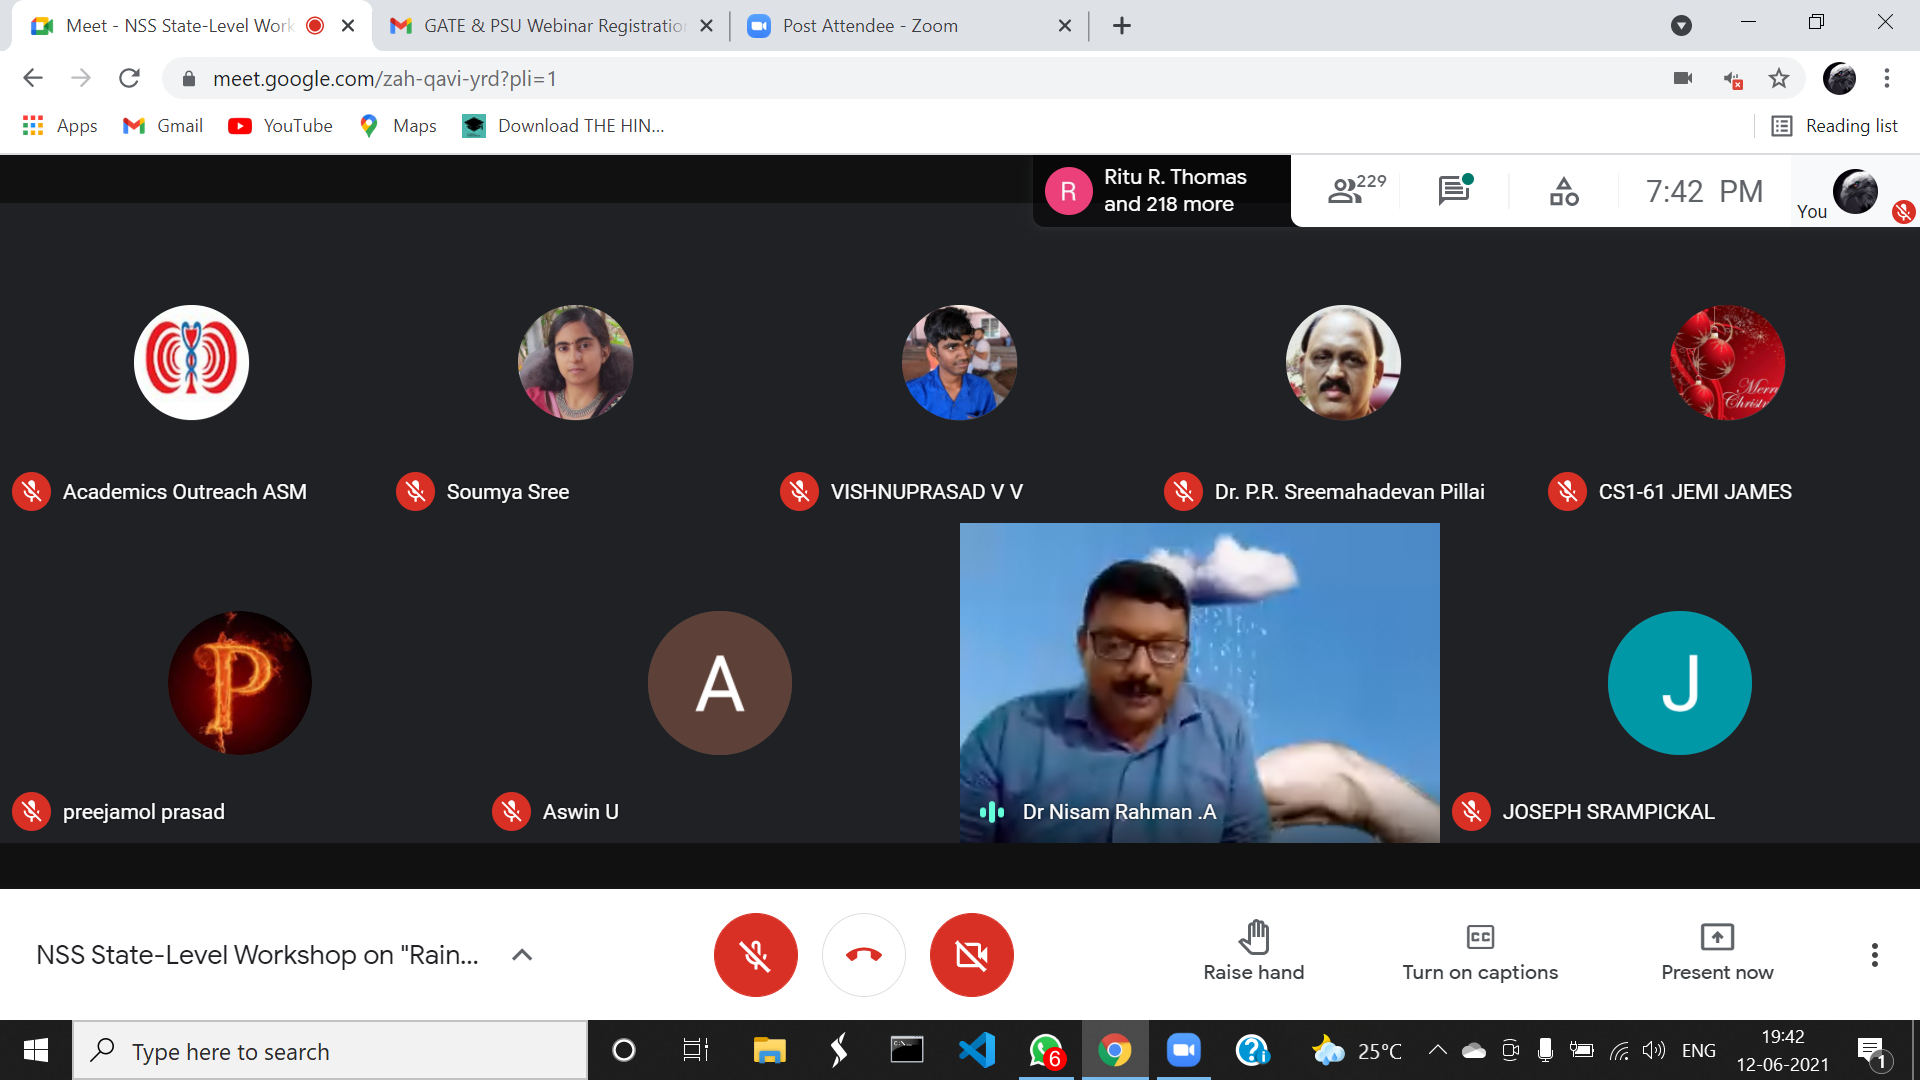 Meet - NSS State-Level Work
GATE & PSU Webinar Registration
Post Attendee - Zoom
meet.google.com/zah-qavi-yrd?pli=1
Apps
Gmail
YouTube
Maps
Download THE HIN...
Reading list
R
Ritu R. Thomas
and 218 more
229
7:42 PM
You
Merry
Christm
Academics Outreach ASM
Soumya Sree
VISHNUPRASAD V V
Dr. P.R. Sreemahadevan Pillai
CS1-61 JEMI JAMES
P
A
J
preejamol prasad
Aswin U
Dr Nisam Rahman .A
JOSEPH SRAMPICKAL
NSS State-Level Workshop on "Rain...
Raise hand
CC
Turn on captions
Present now
Type here to search
6
25°C
ENG
19:42
12-06-2021
1